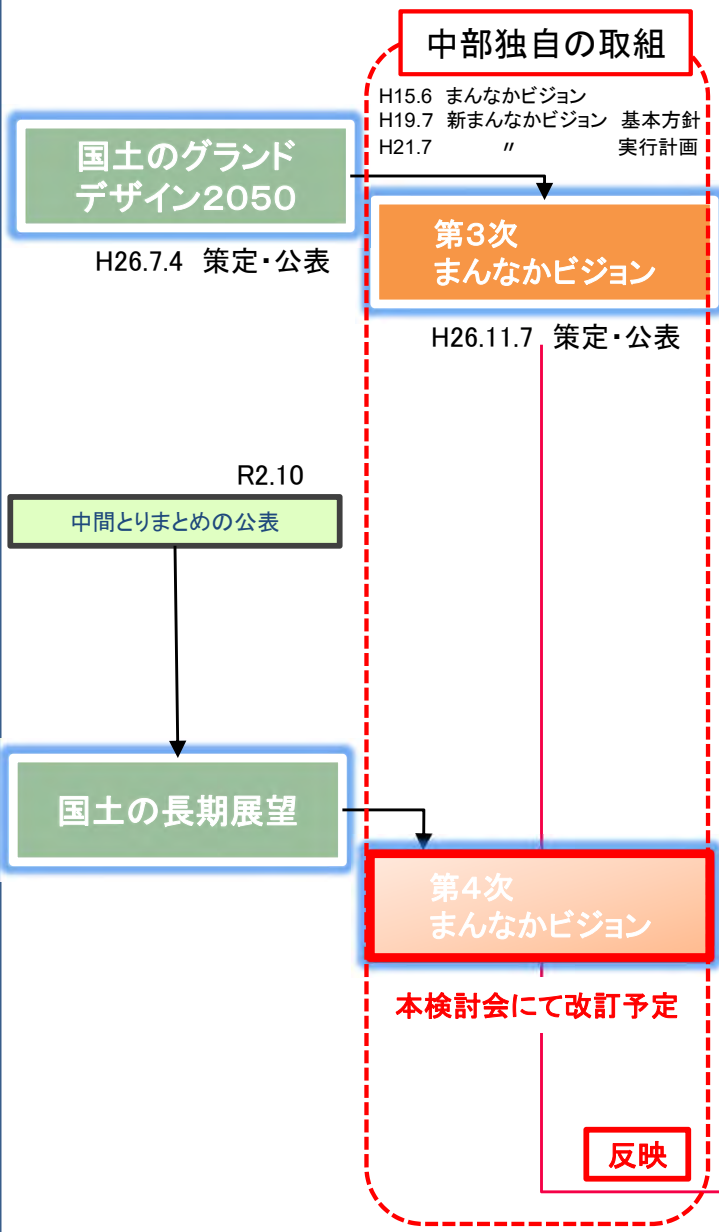 中部独自の取組
H15.6 まんなかビジョン
H19.7 新まんなかビジョン 基本方針
H21.7 〃 実行計画
国土のグランド
デザイン2050
H26.7.4 策定・公表
第3次
まんなかビジョン
H26.11.7 策定・公表
R2.10
中間とりまとめの公表
国土の長期展望
第4次
まんなかビジョン
本検討会にて改訂予定
反映